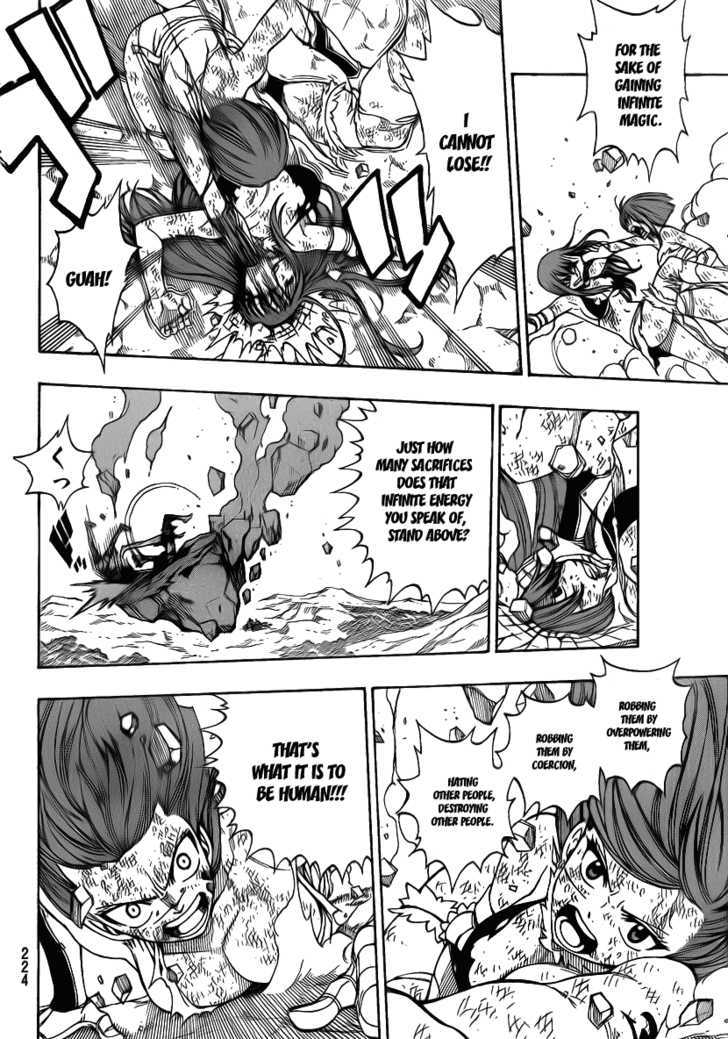 FOR THE
SAKE OF
GAINING
INFINITE
MAGIC.
I
CANNOT
LOSE!!
GUAH!
JUST HOW
MANY SACRIFICES
DOES THAT
INFINITE ENERGY
YOU SPEAK OF,
STAND ABOVE?
くっ
ROBBING
THEM BY
OVERPOWERING
THEM,
ROBBING
THEM BY
COERCION,
HATING
OTHER PEOPLE,
DESTROYING
OTHER PEOPLE.
THAT'S
WHAT IT IS TO
BE HUMAN!!!
224